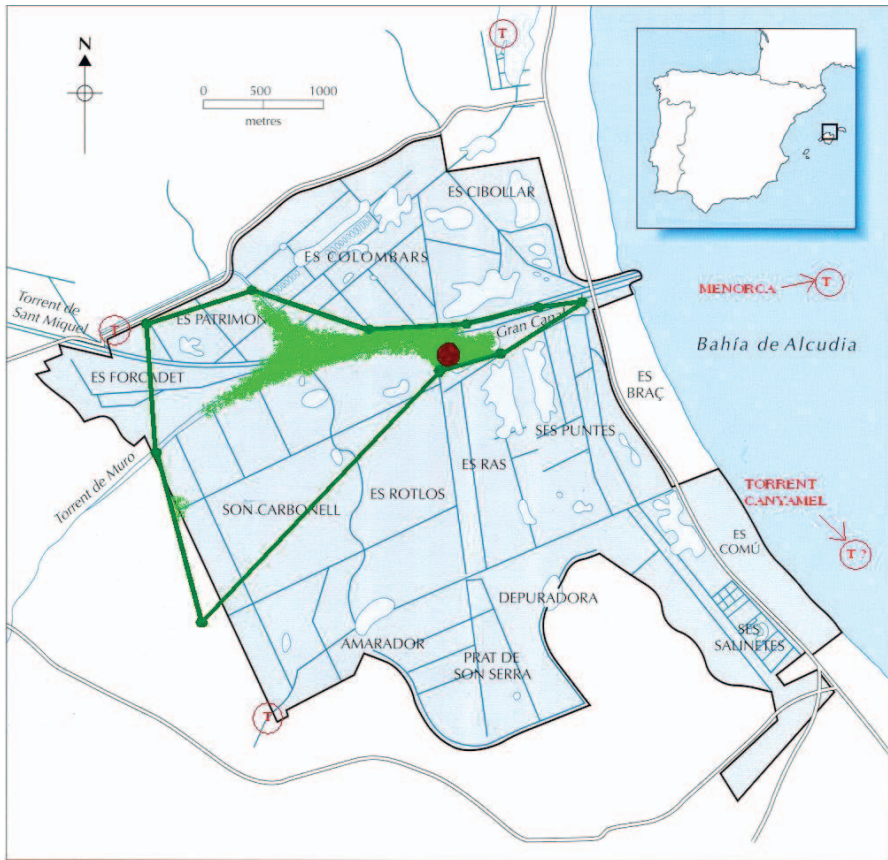 T
N
0 500 1000
metres
ES CIBOLLAR
ES COLOMBARS
MENORCA
T
Torrent de
Sant Miquel
T
ES PATRIMON
Gran Canal
Bahía de Alcudia
ES FORCADET
ES
BRAÇ
SES PUNTES
Torrent de Muro
ES RAS
ES ROTLOS
SON CARBONELL
TORRENT
CANYAMEL
ES
COMÚ
T ?
DEPURADORA
SES
SALINETES
AMARADOR
PRAT DE
SON SERRA
T